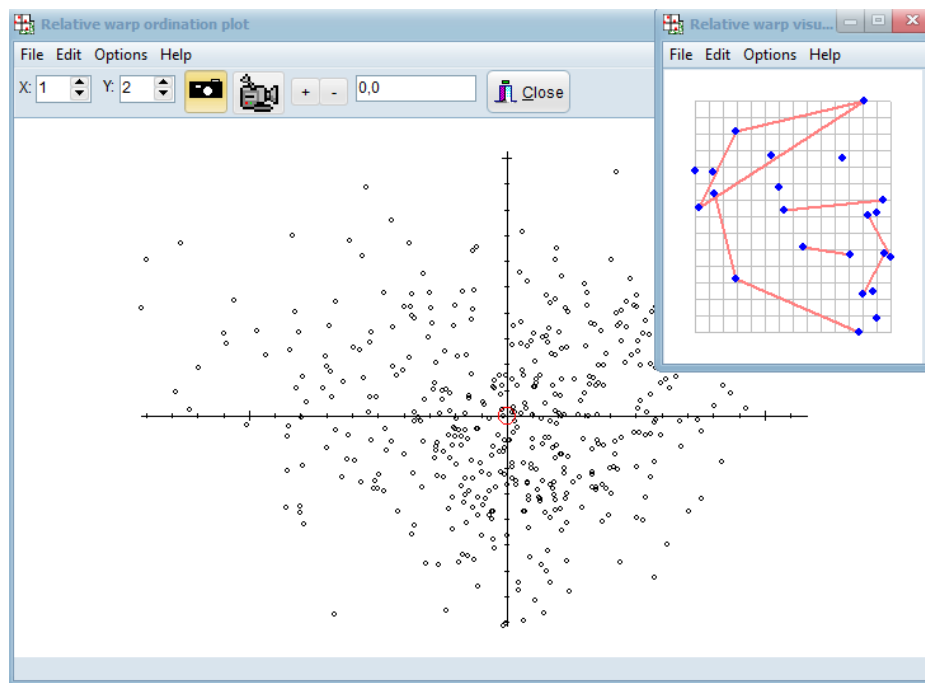 Relative warp ordination plot
File Edit Options Help
X: 1 Y: 2 + - 0,0 Close
Relative warp visu...
File Edit Options Help